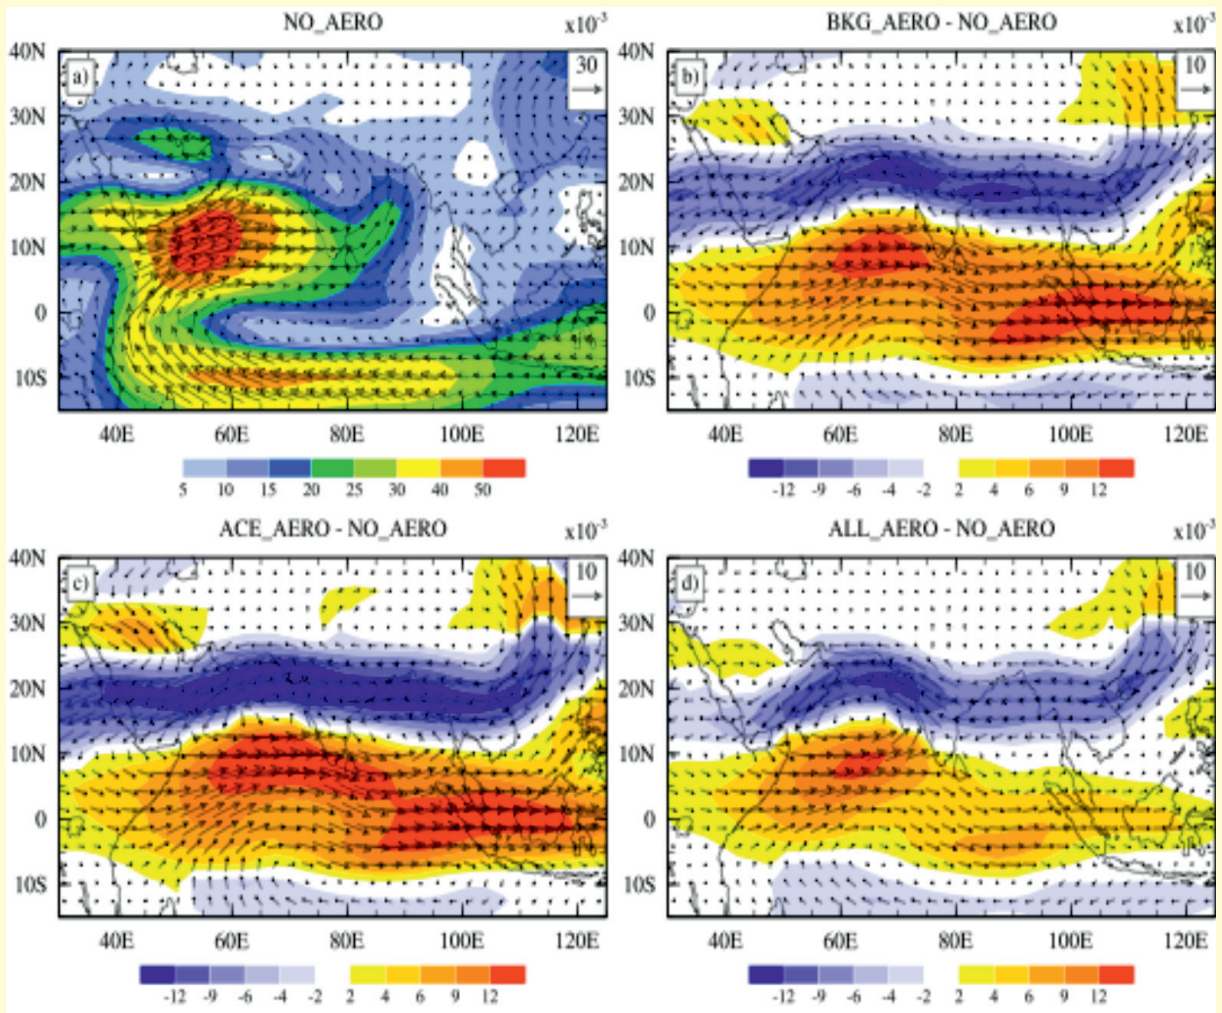 NO_AERO x10-3
a) 30
40N
30N
20N
10N
0
10S
40E 60E 80E 100E 120E
5 10 15 20 25 30 40 50
BKG_AERO - NO_AERO x10-3
b) 10
40N
30N
20N
10N
0
10S
40E 60E 80E 100E 120E
-12 -9 -6 -4 -2 2 4 6 9 12
ACE_AERO - NO_AERO x10-3
c) 10
40N
30N
20N
10N
0
10S
40E 60E 80E 100E 120E
-12 -9 -6 -4 -2 2 4 6 9 12
ALL_AERO - NO_AERO x10-3
d) 10
40N
30N
20N
10N
0
10S
40E 60E 80E 100E 120E
-12 -9 -6 -4 -2 2 4 6 9 12